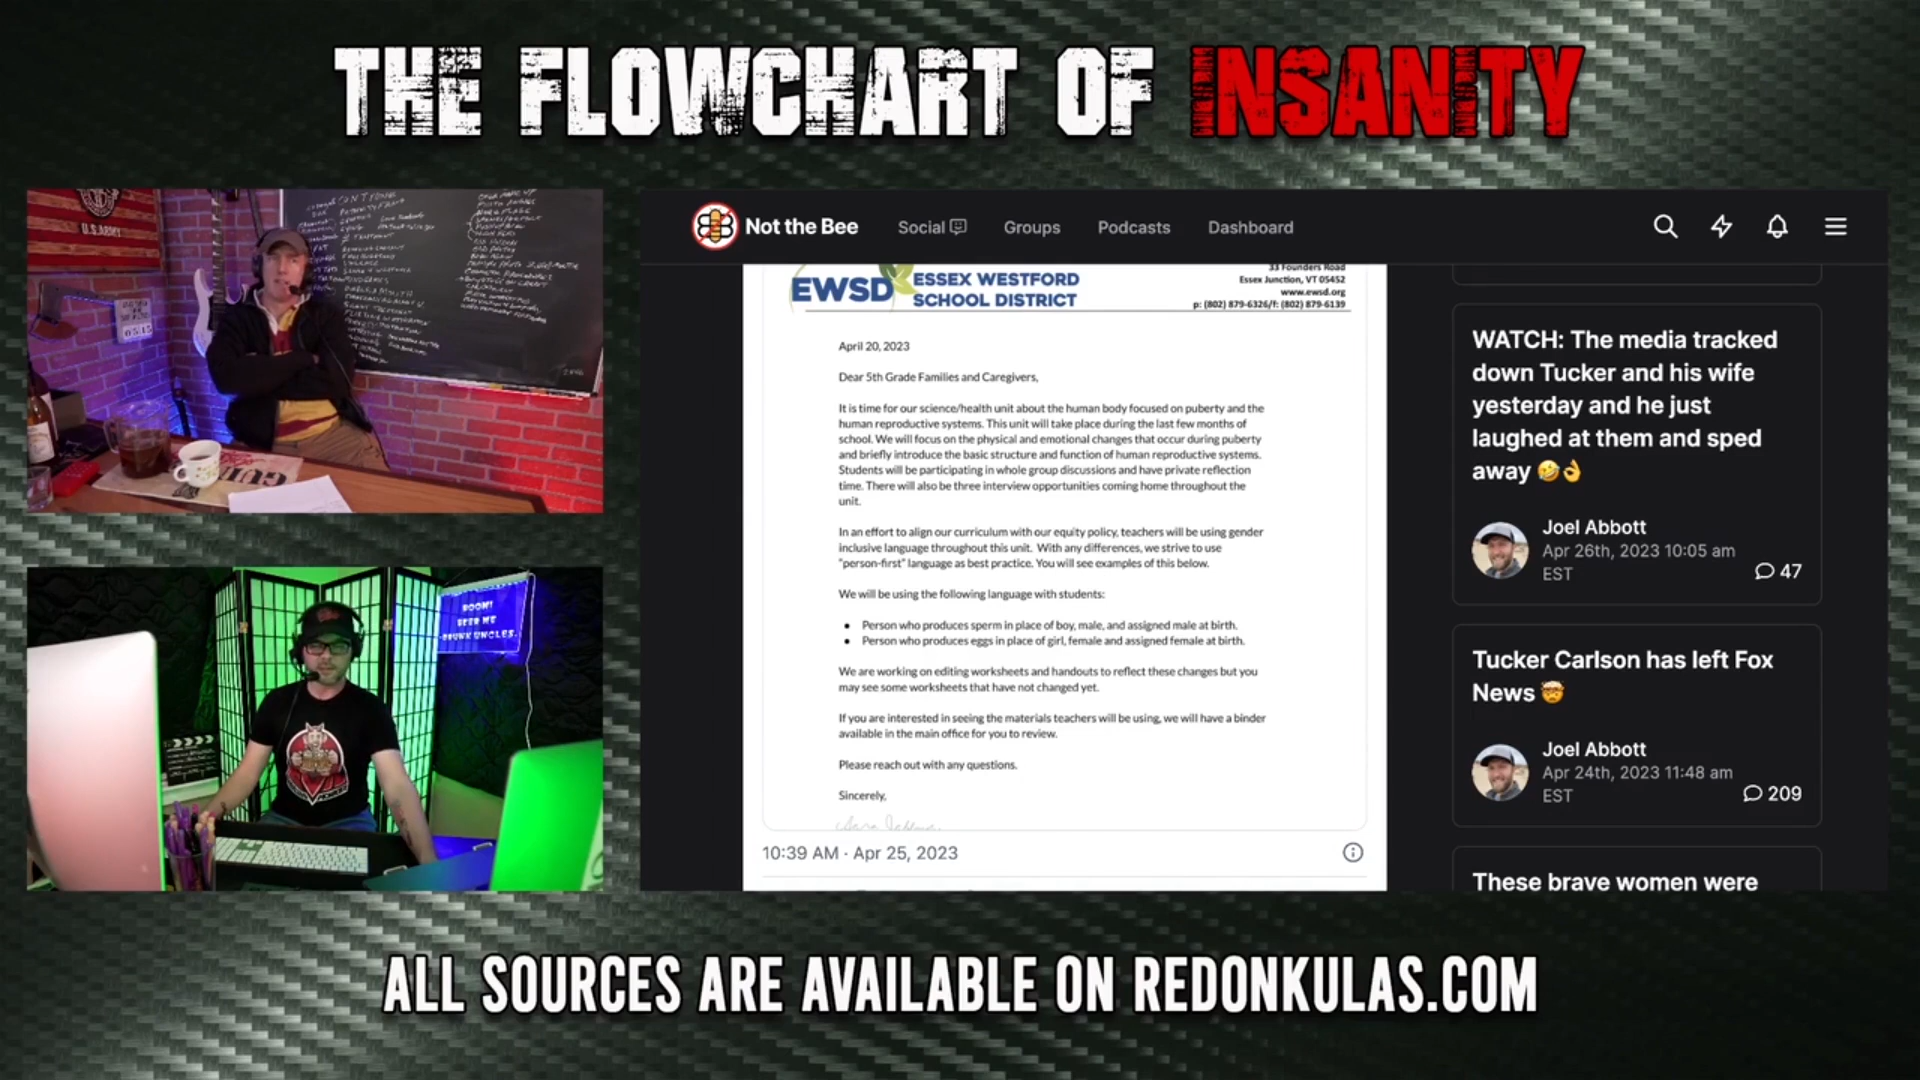 THE FLOWCHART OF INSANITY
U.S. ARMY
05:15
BOOM!
BEER ME
DRUNK UNCLES.
Not the Bee
Social
Groups
Podcasts
Dashboard
EWSD
ESSEX WESTFORD
SCHOOL DISTRICT
33 Founders Road
Essex Junction, VT 05452
www.ewsd.org
p: (802) 879-6326/f: (802) 879-6139
April 20, 2023
Dear 5th Grade Families and Caregivers,
It is time for our science/health unit about the human body focused on puberty and the
human reproductive systems. This unit will take place during the last few months of
school. We will focus on the physical and emotional changes that occur during puberty
and briefly introduce the basic structure and function of human reproductive systems.
Students will be participating in whole group discussions and have private reflection
time. There will also be three interview opportunities coming home throughout the
unit.
In an effort to align our curriculum with our equity policy, teachers will be using gender
inclusive language throughout this unit. With any differences, we strive to use
"person-first" language as best practice. You will see examples of this below.
We will be using the following language with students:
• Person who produces sperm in place of boy, male, and assigned male at birth.
• Person who produces eggs in place of girl, female and assigned female at birth.
We are working on editing worksheets and handouts to reflect these changes but you
may see some worksheets that have not changed yet.
If you are interested in seeing the materials teachers will be using, we will have a binder
available in the main office for you to review.
Please reach out with any questions.
Sincerely,
10:39 AM · Apr 25, 2023
WATCH: The media tracked
down Tucker and his wife
yesterday and he just
laughed at them and sped
away 🤣👌
Joel Abbott
Apr 26th, 2023 10:05 am
EST
47
Tucker Carlson has left Fox
News 🤯
Joel Abbott
Apr 24th, 2023 11:48 am
EST
209
These brave women were
ALL SOURCES ARE AVAILABLE ON REDONKULAS.COM